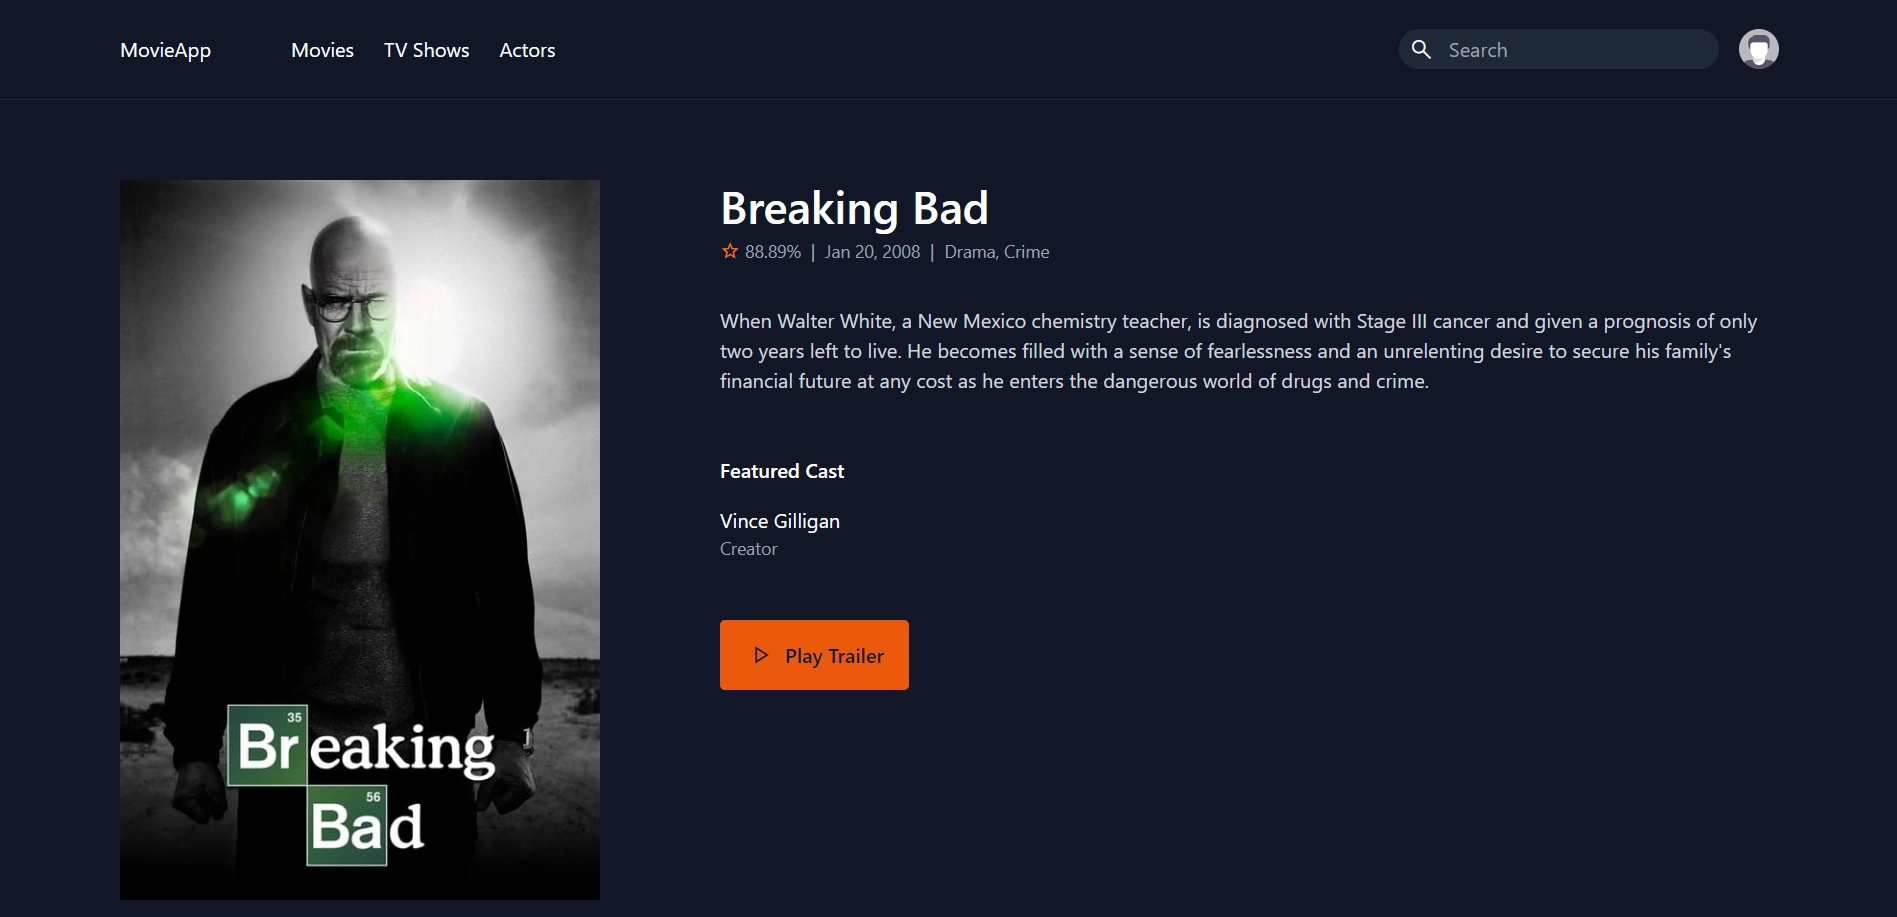 MovieApp Movies TV Shows Actors Search
Breaking Bad
88.89% | Jan 20, 2008 | Drama, Crime
When Walter White, a New Mexico chemistry teacher, is diagnosed with Stage III cancer and given a prognosis of only
two years left to live. He becomes filled with a sense of fearlessness and an unrelenting desire to secure his family's
financial future at any cost as he enters the dangerous world of drugs and crime.
Featured Cast
Vince Gilligan
Creator
Play Trailer
35
Breaking
56
Bad